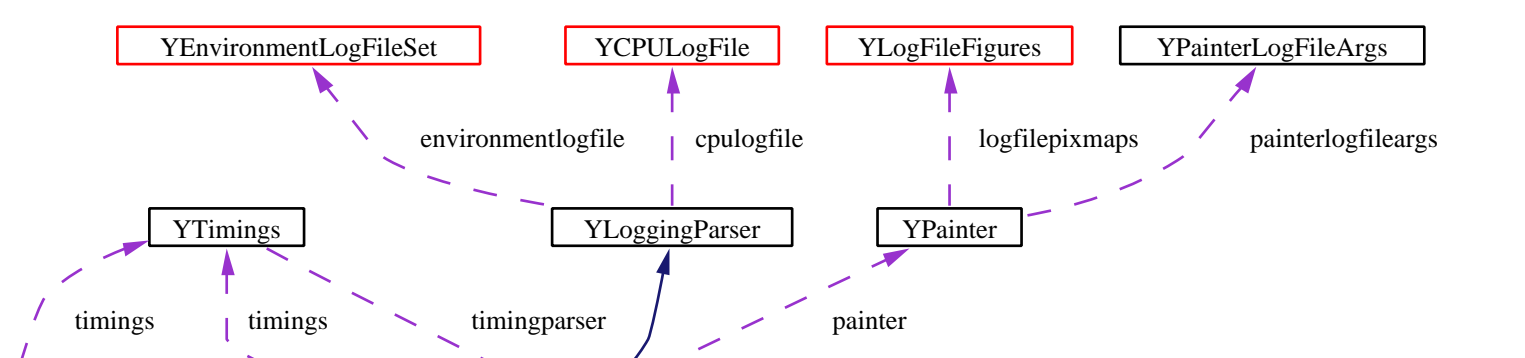 YEnvironmentLogFileSet
YCPULogFile
YLogFileFigures
YPainterLogFileArgs
environmentlogfile
cpulogfile
logfilepixmaps
painterlogfileargs
YTimings
YLoggingParser
YPainter
timings
timings
timingparser
painter